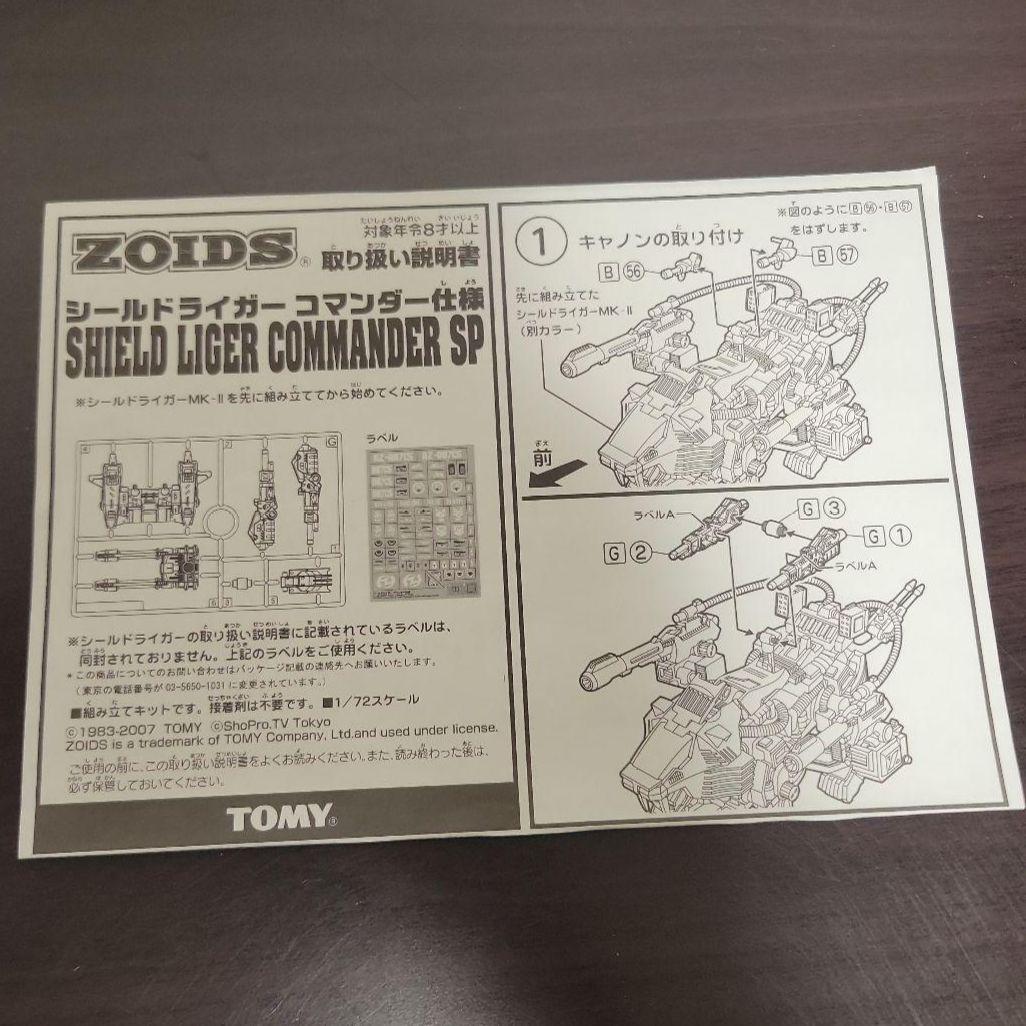 対象年令8才以上
ZOIDS® 取り扱い説明書
シールドライガー コマンダー仕様
SHIELD LIGER COMMANDER SP
※シールドライガーMK-Ⅱを先に組み立ててから始めてください。
ラベル
G
RZ-007CS RZ-007CS
※シールドライガーの取り扱い説明書に記載されているラベルは、
同封されておりません。上記のラベルをご使用ください。
*この商品についてのお問い合わせはパッケージ記載の連絡先へお願いいたします。
(東京の電話番号が 03-5650-1031 に変更されています。)
■組み立てキットです。接着剤は不要です。■1/72スケール
©1983-2007 TOMY ©ShoPro.TV Tokyo
ZOIDS is a trademark of TOMY Company, Ltd.and used under license.
ご使用の前に、この取り扱い説明書をよくお読みください。また、読み終わった後は、
必ず保管しておいてください。
TOMY®
1 キャノンの取り付け
※図のようにB56・B57
をはずします。
B 56
B 57
先に組み立てた
シールドライガーMK-Ⅱ
(別カラー)
前
ラベルA
G 3
G 2
G 1
ラベルA